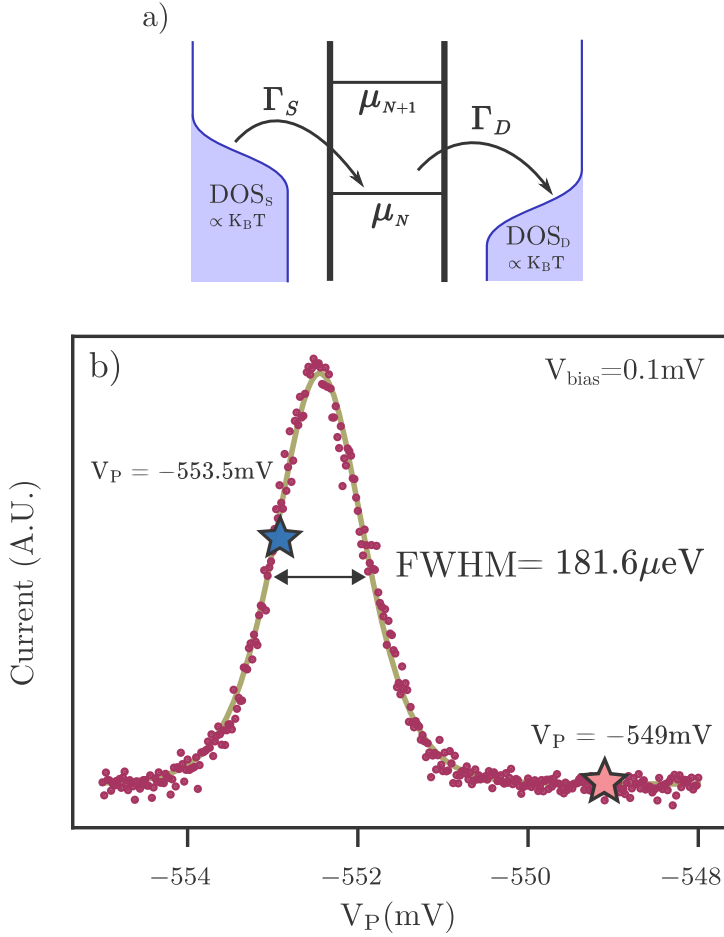 a)
Γ_S
μ_{N+1}
Γ_D
DOS_S
∝ K_BT
μ_N
DOS_D
∝ K_BT
b)
V_bias=0.1mV
V_P = −553.5mV
FWHM= 181.6μeV
V_P = −549mV
Current (A.U.)
−554
−552
−550
−548
V_P(mV)